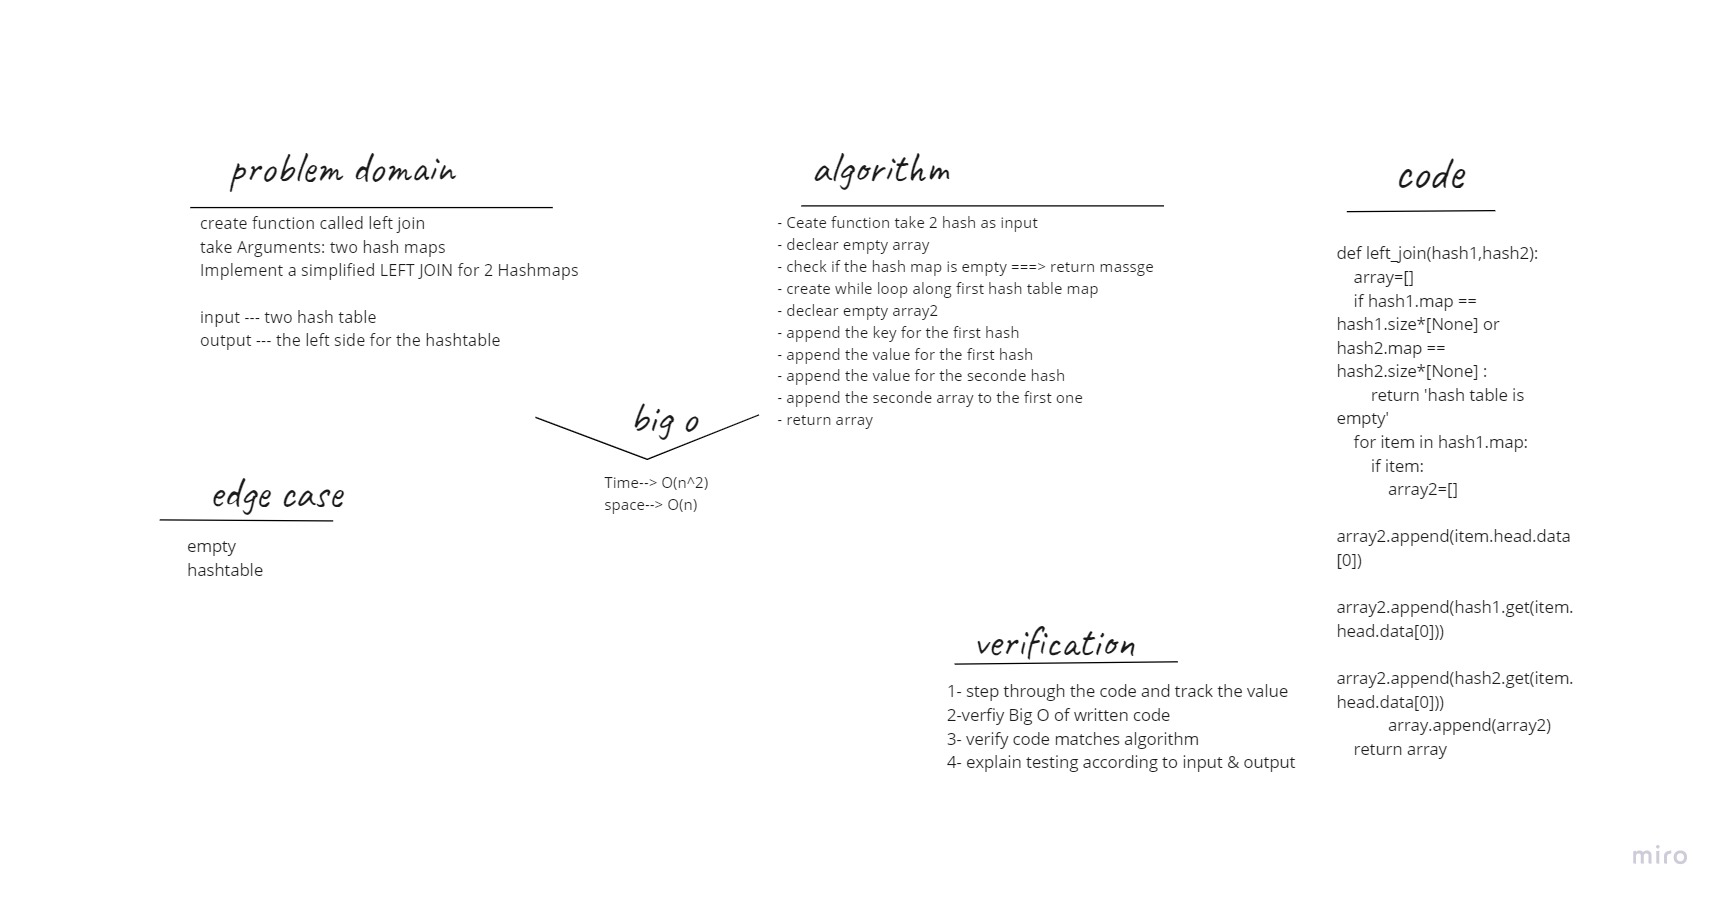 problem domain
create function called left join
take Arguments: two hash maps
Implement a simplified LEFT JOIN for 2 Hashmaps
input --- two hash table
output --- the left side for the hashtable
algorithm
- Ceate function take 2 hash as input
- declear empty array
- check if the hash map is empty ===> return massge
- create while loop along first hash table map
- declear empty array2
- append the key for the first hash
- append the value for the first hash
- append the value for the seconde hash
- append the seconde array to the first one
- return array
big o
Time--> O(n^2)
space--> O(n)
edge case
empty
hashtable
verification
1- step through the code and track the value
2-verfiy Big O of written code
3- verify code matches algorithm
4- explain testing according to input & output
code
def left_join(hash1,hash2):
array=[]
if hash1.map ==
hash1.size*[None] or
hash2.map ==
hash2.size*[None] :
return 'hash table is
empty'
for item in hash1.map:
if item:
array2=[]
array2.append(item.head.data
[0])
array2.append(hash1.get(item.
head.data[0]))
array2.append(hash2.get(item.
head.data[0]))
array.append(array2)
return array
miro